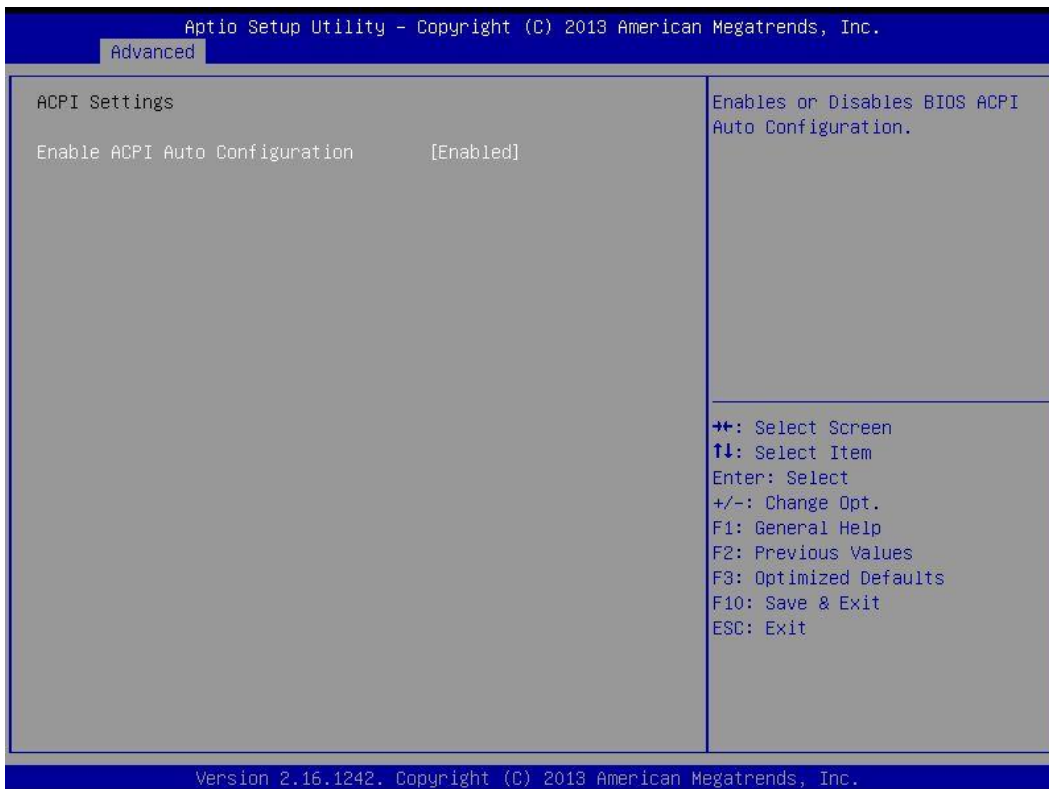 Aptio Setup Utility – Copyright (C) 2013 American Megatrends, Inc.
Advanced
ACPI Settings
Enable ACPI Auto Configuration [Enabled]
Enables or Disables BIOS ACPI
Auto Configuration.
→←: Select Screen
↑↓: Select Item
Enter: Select
+/-: Change Opt.
F1: General Help
F2: Previous Values
F3: Optimized Defaults
F10: Save & Exit
ESC: Exit
Version 2.16.1242. Copyright (C) 2013 American Megatrends, Inc.